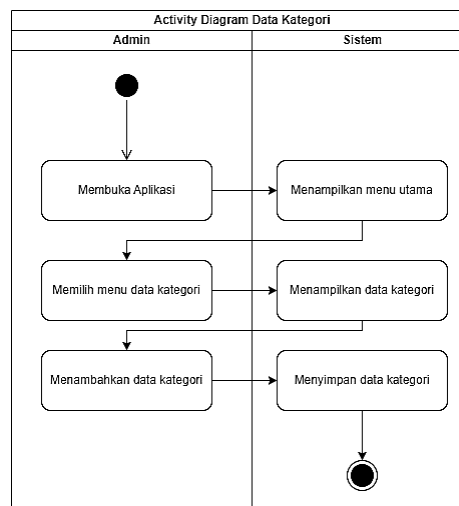 Activity Diagram Data Kategori
Admin
Sistem
Membuka Aplikasi
Menampilkan menu utama
Memilih menu data kategori
Menampilkan data kategori
Menambahkan data kategori
Menyimpan data kategori